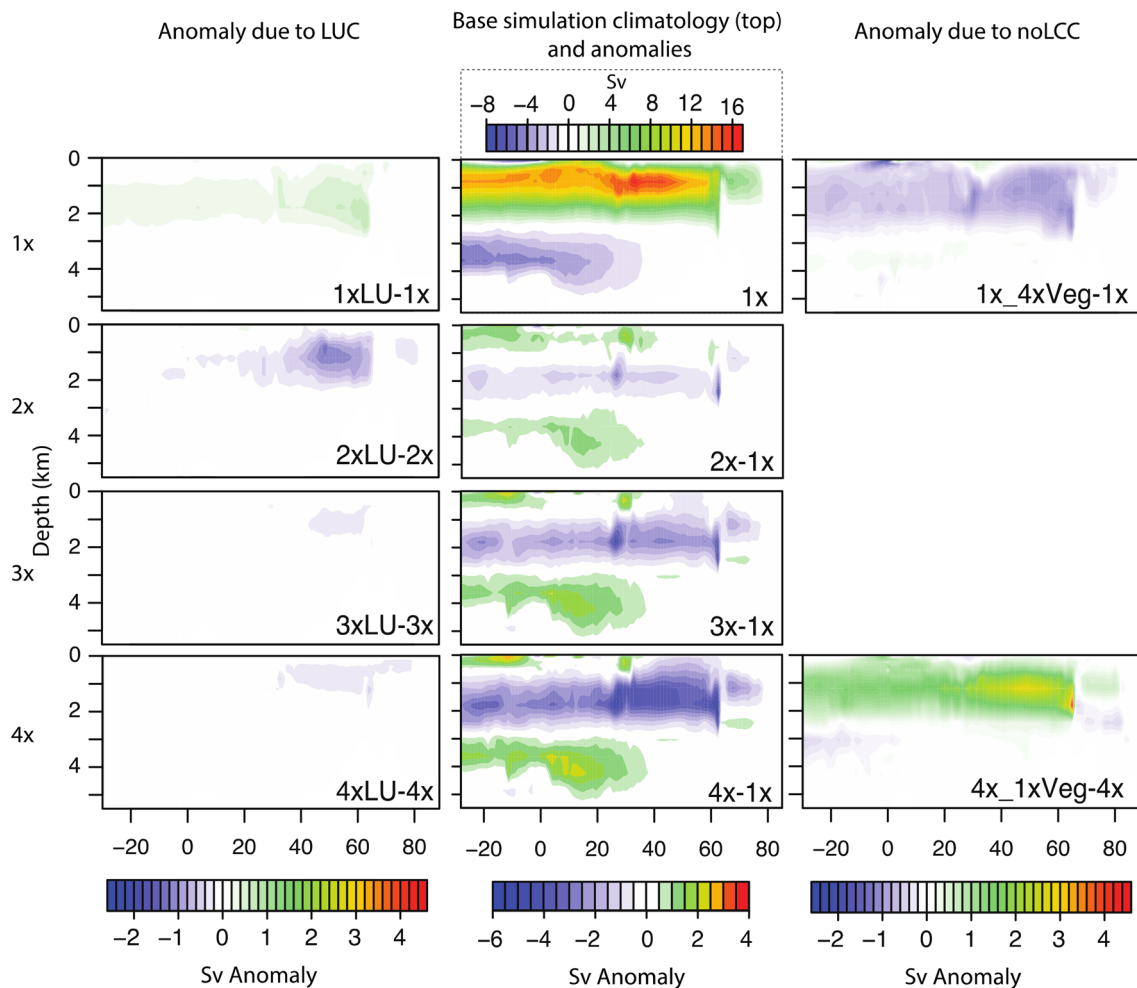 Anomaly due to LUC
Base simulation climatology (top)
and anomalies
Anomaly due to noLCC
Sv
−8 −4 0 4 8 12 16
0
2
4
1x
1xLU-1x
1x
1x_4xVeg-1x
0
2
4
2x
2xLU-2x
2x-1x
Depth (km)
0
2
4
3x
3xLU-3x
3x-1x
0
2
4
4x
4xLU-4x
4x-1x
4x_1xVeg-4x
−20 0 20 40 60 80
−20 0 20 40 60 80
−20 0 20 40 60 80
−2 −1 0 1 2 3 4
-6 −4 −2 0 2 4
−2 −1 0 1 2 3 4
Sv Anomaly
Sv Anomaly
Sv Anomaly